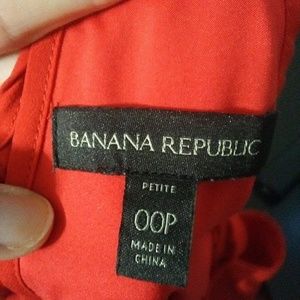 BANANA REPUBLIC
PETITE
00P
MADE IN
CHINA